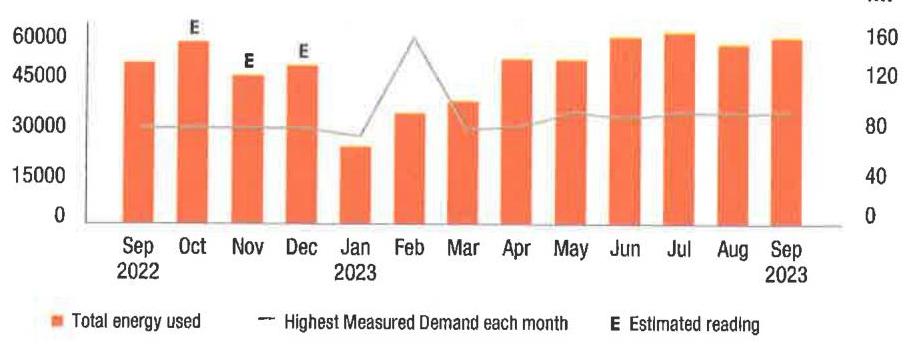 60000
45000
30000
15000
0
160
120
80
40
0
E
E
E
Sep Oct Nov Dec Jan Feb Mar Apr May Jun Jul Aug Sep
2022 2023 2023
Total energy used
Highest Measured Demand each month
E Estimated reading